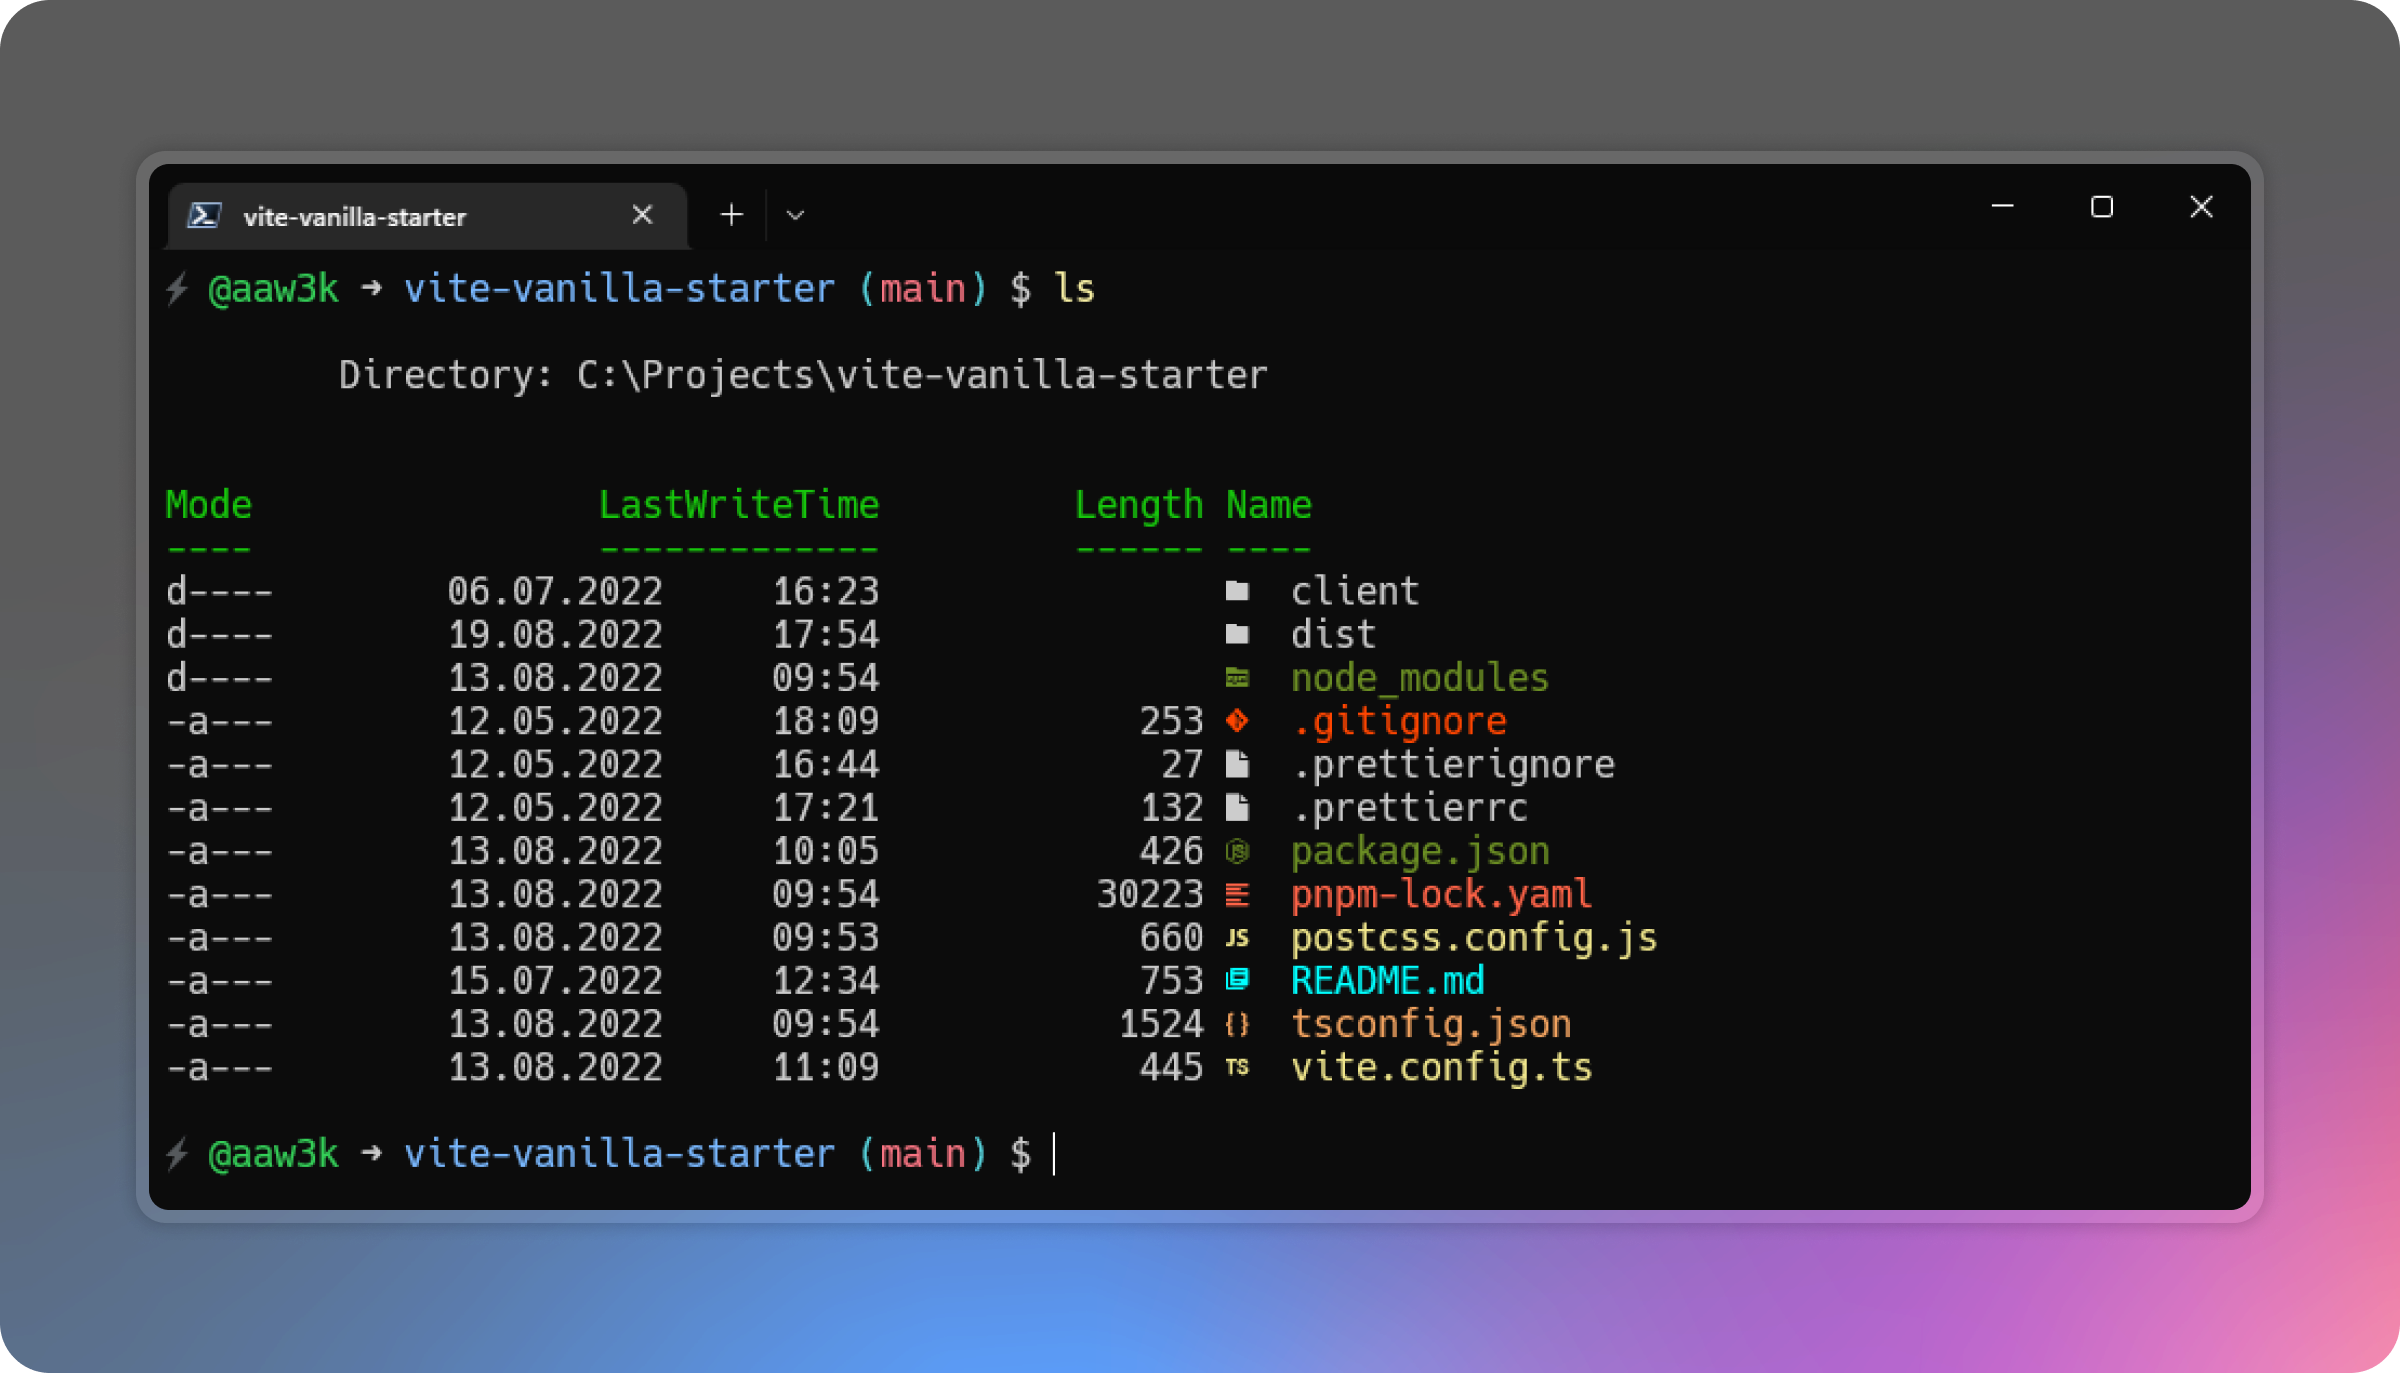 vite-vanilla-starter
⚡ @aaw3k ➜ vite-vanilla-starter (main) $ ls
Directory: C:\Projects\vite-vanilla-starter
Mode LastWriteTime Length Name
---- ------------- ------ ----
d---- 06.07.2022 16:23 client
d---- 19.08.2022 17:54 dist
d---- 13.08.2022 09:54 node_modules
-a--- 12.05.2022 18:09 253 .gitignore
-a--- 12.05.2022 16:44 27 .prettierignore
-a--- 12.05.2022 17:21 132 .prettierrc
-a--- 13.08.2022 10:05 426 package.json
-a--- 13.08.2022 09:54 30223 pnpm-lock.yaml
-a--- 13.08.2022 09:53 660 JS postcss.config.js
-a--- 15.07.2022 12:34 753 README.md
-a--- 13.08.2022 09:54 1524 {} tsconfig.json
-a--- 13.08.2022 11:09 445 TS vite.config.ts
⚡ @aaw3k ➜ vite-vanilla-starter (main) $